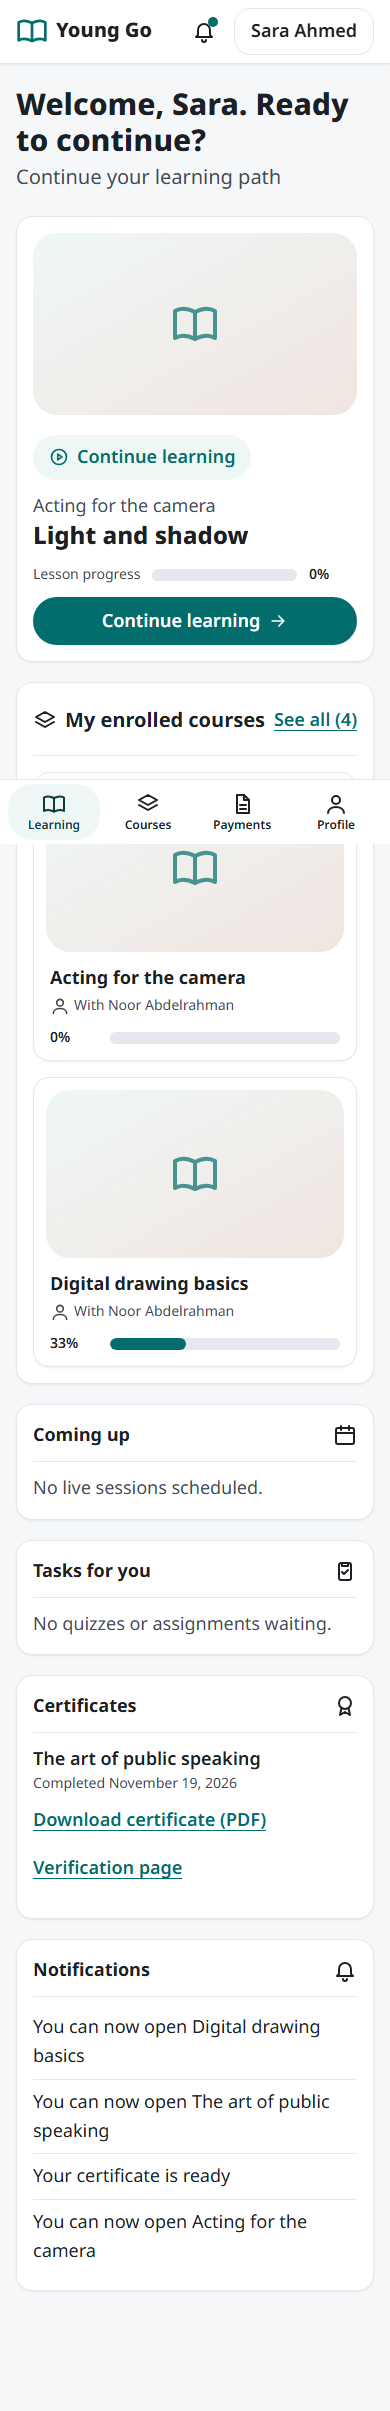 Young Go
Sara Ahmed
Welcome, Sara. Ready
to continue?
Continue your learning path
Continue learning
Acting for the camera
Light and shadow
Lesson progress
0%
Continue learning
My enrolled courses
See all (4)
Learning
Courses
Payments
Profile
Acting for the camera
With Noor Abdelrahman
0%
Digital drawing basics
With Noor Abdelrahman
33%
Coming up
No live sessions scheduled.
Tasks for you
No quizzes or assignments waiting.
Certificates
The art of public speaking
Completed November 19, 2026
Download certificate (PDF)
Verification page
Notifications
You can now open Digital drawing
basics
You can now open The art of public
speaking
Your certificate is ready
You can now open Acting for the
camera